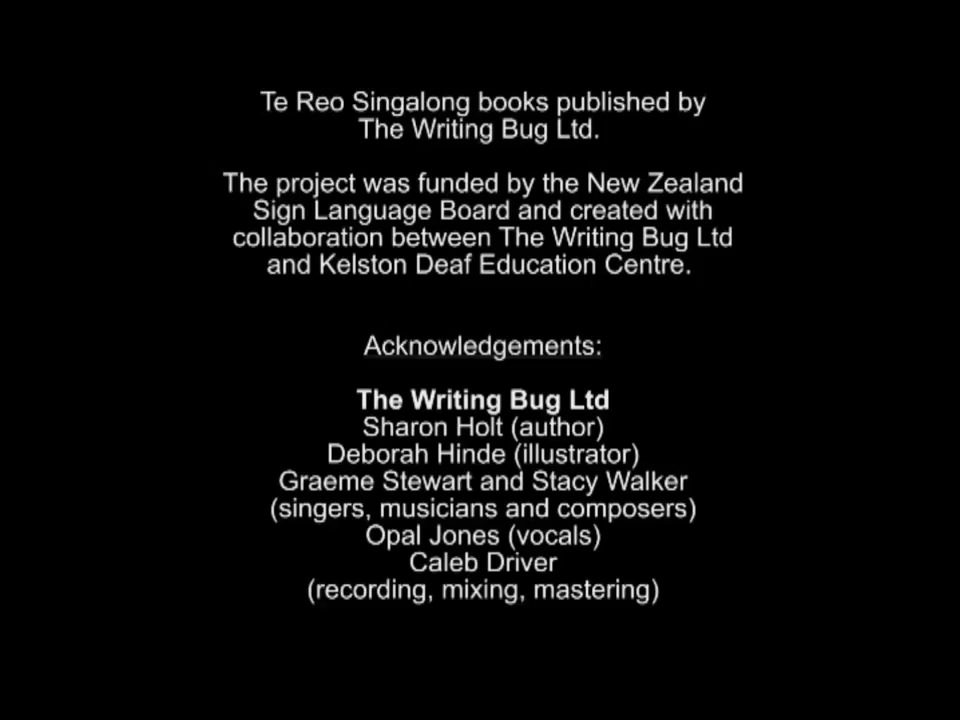 Te Reo Singalong books published by
The Writing Bug Ltd.
The project was funded by the New Zealand
Sign Language Board and created with
collaboration between The Writing Bug Ltd
and Kelston Deaf Education Centre.
Acknowledgements:
The Writing Bug Ltd
Sharon Holt (author)
Deborah Hinde (illustrator)
Graeme Stewart and Stacy Walker
(singers, musicians and composers)
Opal Jones (vocals)
Caleb Driver
(recording, mixing, mastering)